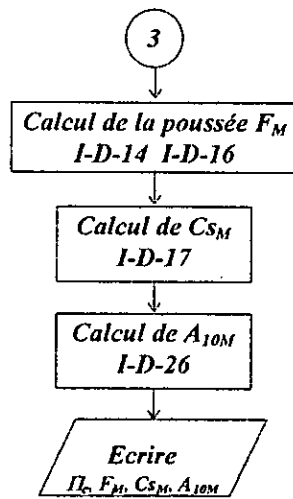 3
Calcul de la poussée F_M
I-D-14 I-D-16
Calcul de Cs_M
I-D-17
Calcul de A_10M
I-D-26
Ecrire
Π_c, F_M, Cs_M, A_10M